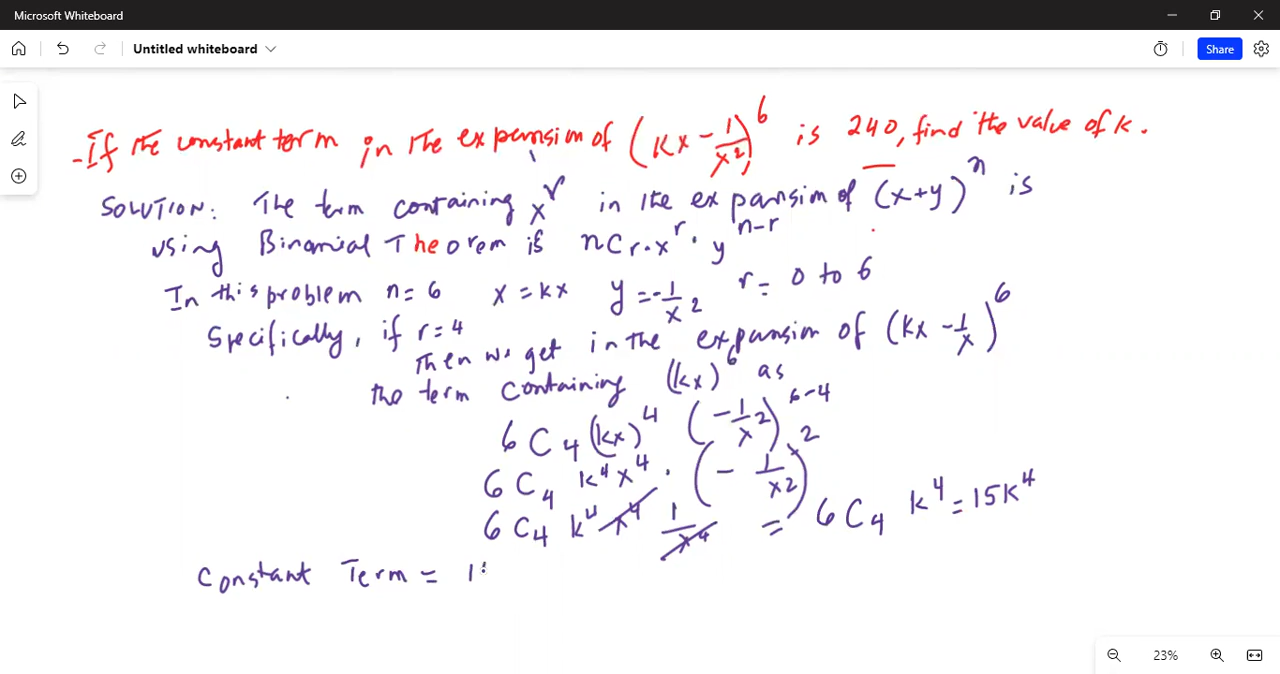 Microsoft Whiteboard
Untitled whiteboard
Share
-If the constant term in the expansion of (kx - 1/x²)⁶ is 240, find the value of k.
SOLUTION: The term containing xʳ in the expansion of (x+y)ⁿ is
using Binomial Theorem is nCr·xʳ·yⁿ⁻ʳ
In this problem n=6 x=kx y=-1/x² r= 0 to 6
Specifically, if r=4
Then we get in the expansion of (kx - 1/x)⁶
the term containing (kx)⁶ as
6C₄ (kx)⁴ (-1/x²)⁶⁻⁴
6C₄ k⁴x⁴ · (-1/x²)²
6C₄ k⁴ x⁴ 1/x⁴ = 6C₄ k⁴ = 15k⁴
Constant Term = 1
23%